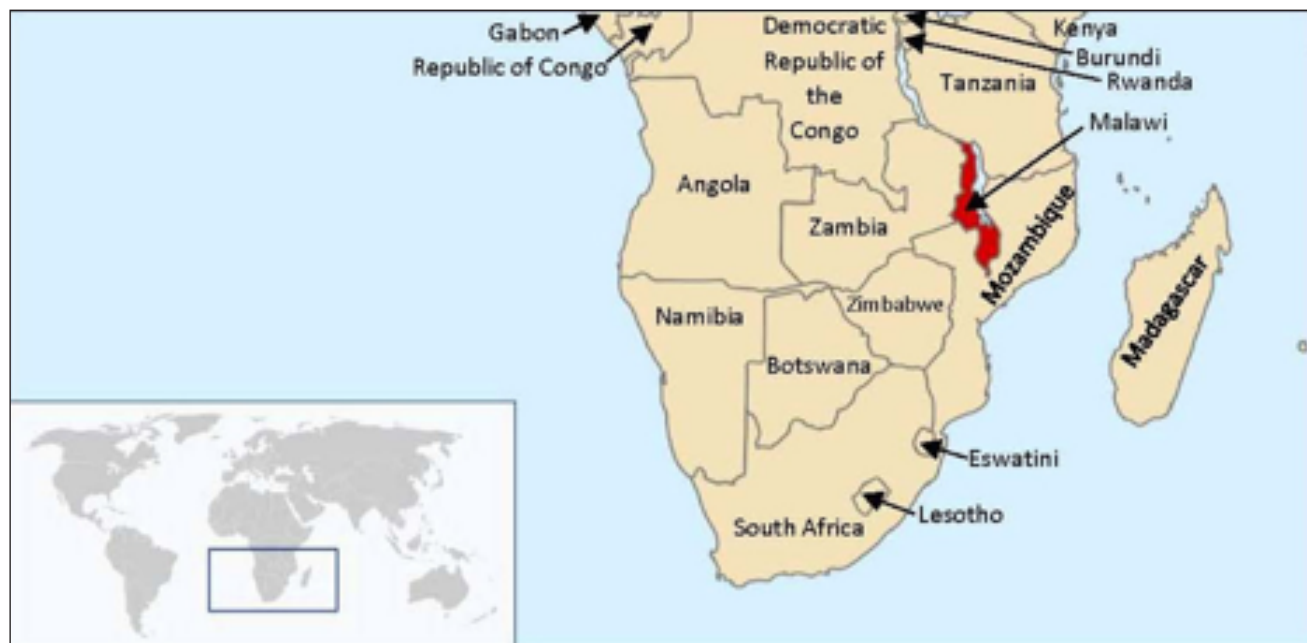 Gabon
Republic of Congo
Democratic
Republic of
the
Congo
Kenya
Burundi
Rwanda
Tanzania
Malawi
Angola
Zambia
Mozambique
Madagascar
Namibia
Zimbabwe
Botswana
Eswatini
Lesotho
South Africa